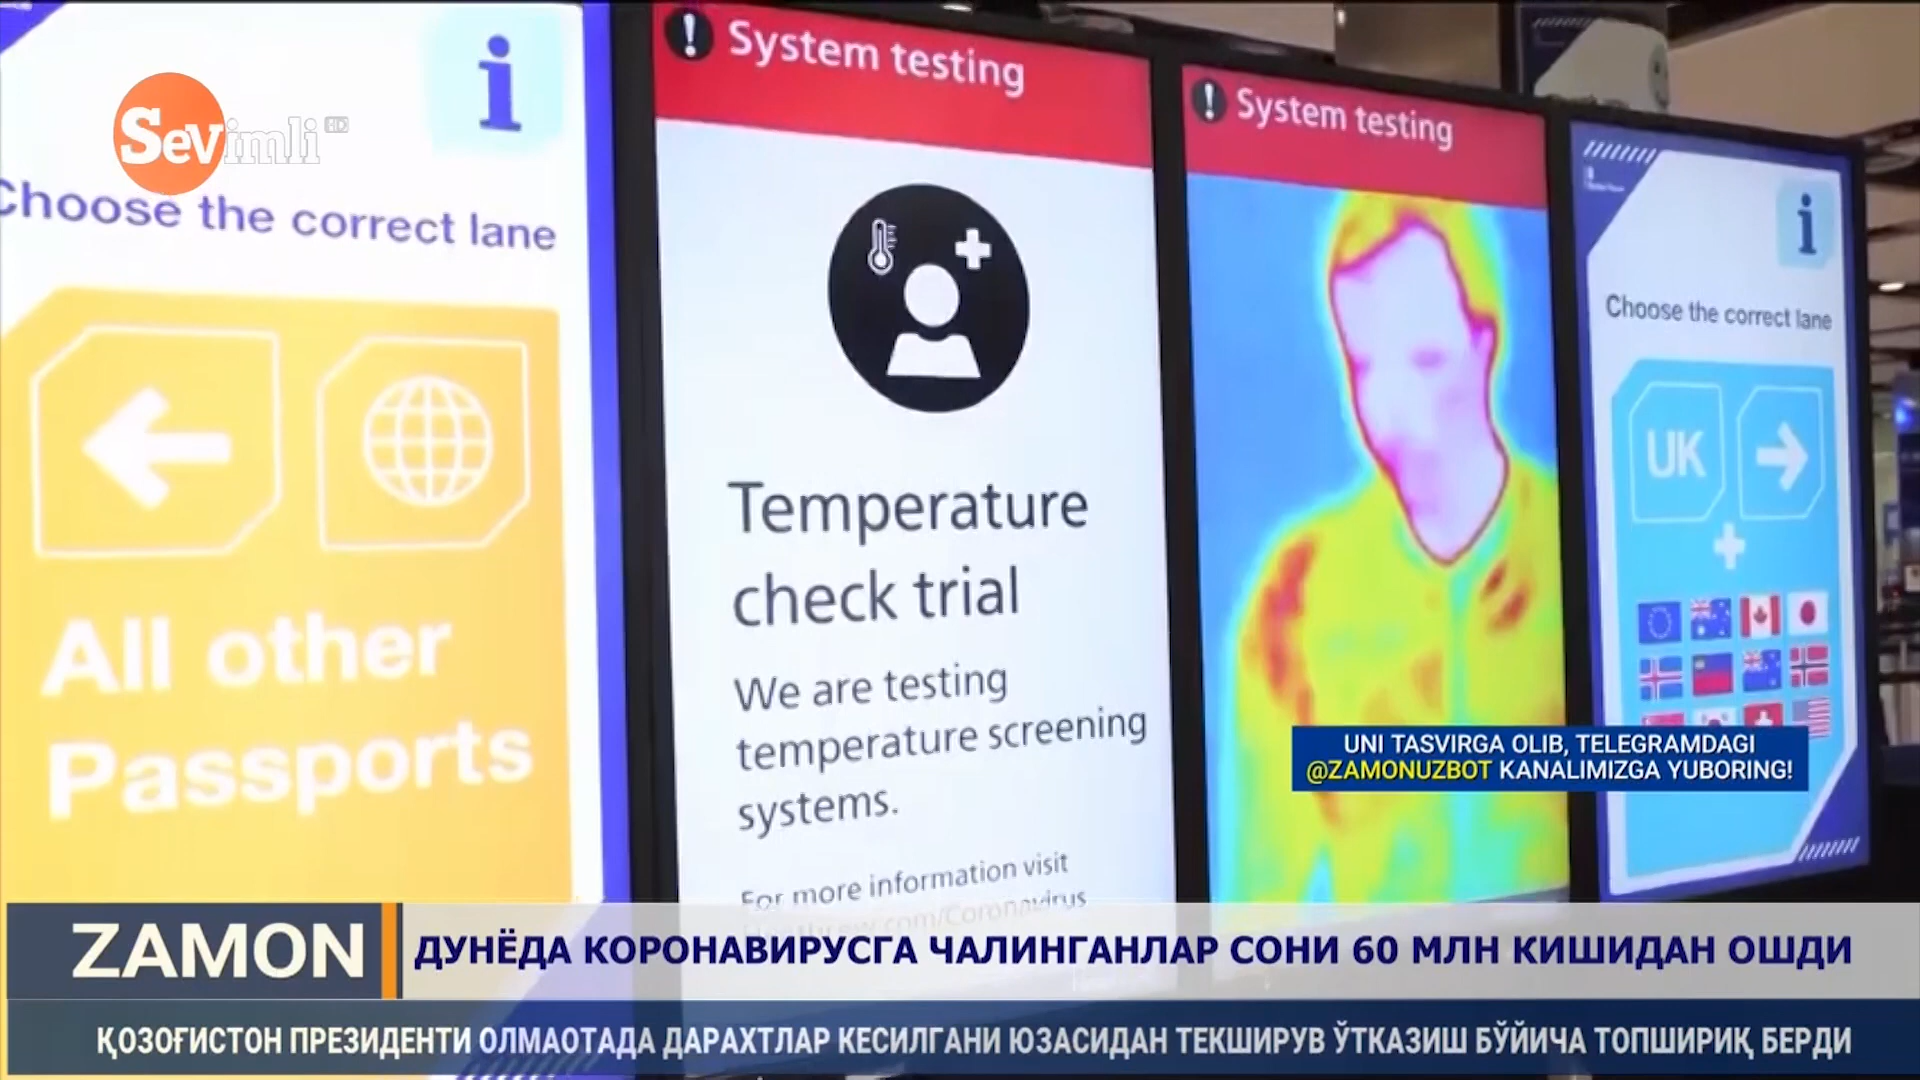 Sevimli HD
Choose the correct lane
All other
Passports
System testing
Temperature
check trial
We are testing
temperature screening
systems.
For more information visit
System testing
Choose the correct lane
UK
UNI TASVIRGA OLIB, TELEGRAMDAGI
@ZAMONUZBOT KANALIMIZGA YUBORING!
ZAMON
ДУНЁДА КОРОНАВИРУСГА ЧАЛИНГАНЛАР СОНИ 60 МЛН КИШИДАН ОШДИ
ҚОЗОҒИСТОН ПРЕЗИДЕНТИ ОЛМАОТАДА ДАРАХТЛАР КЕСИЛГАНИ ЮЗАСИДАН ТЕКШИРУВ ЎТКАЗИШ БЎЙИЧА ТОПШИРИҚ БЕРДИ